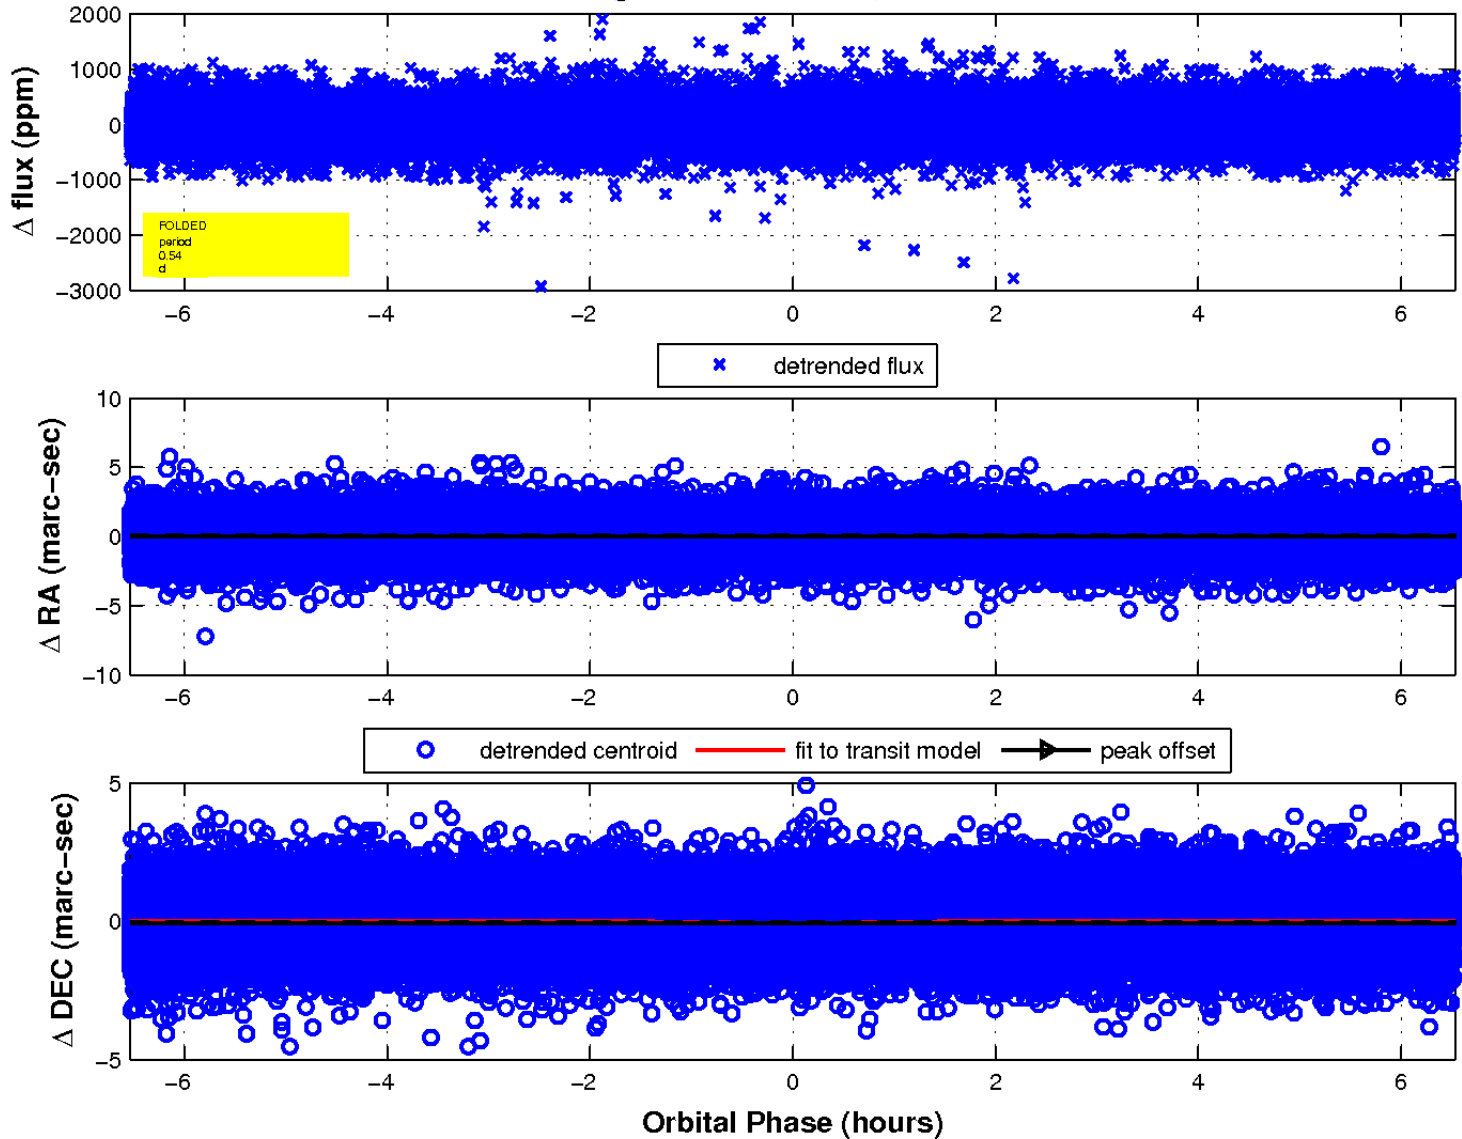 2000
1000
0
−1000
−2000
−3000
Δ flux (ppm)
FOLDED
period
0.54
d
−6 −4 −2 0 2 4 6
detrended flux
10
5
0
−5
−10
Δ RA (marc−sec)
−6 −4 −2 0 2 4 6
detrended centroid fit to transit model peak offset
5
0
−5
Δ DEC (marc−sec)
−6 −4 −2 0 2 4 6
Orbital Phase (hours)